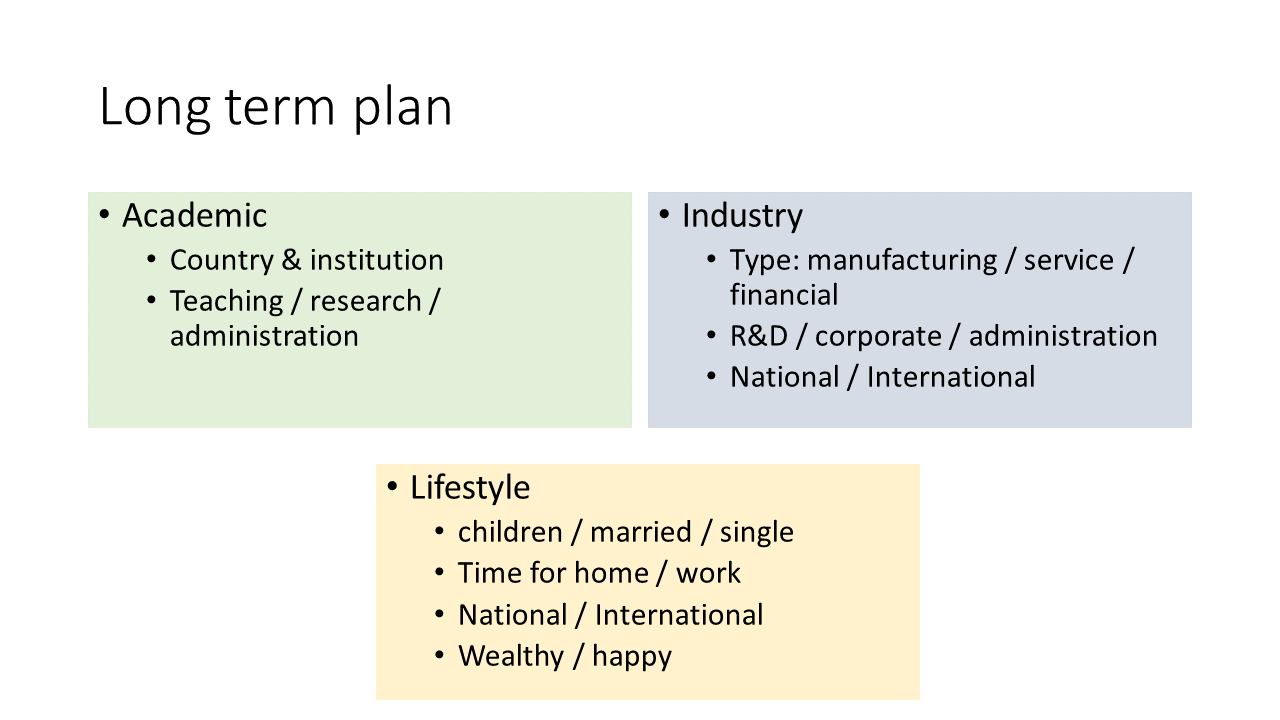 Long term plan
• Academic
• Country & institution
• Teaching / research /
administration
• Industry
• Type: manufacturing / service /
financial
• R&D / corporate / administration
• National / International
• Lifestyle
• children / married / single
• Time for home / work
• National / International
• Wealthy / happy